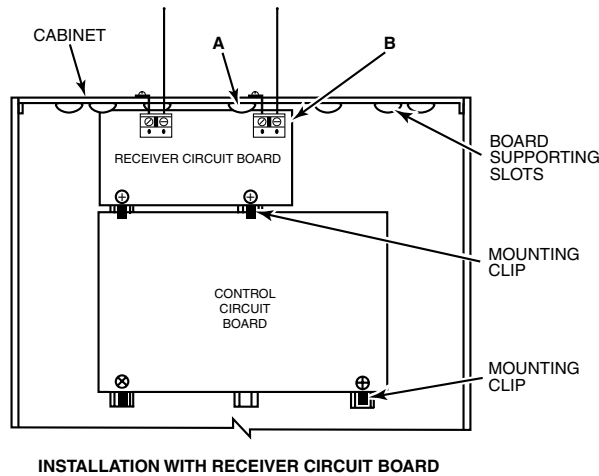 CABINET
A
B
RECEIVER CIRCUIT BOARD
BOARD
SUPPORTING
SLOTS
MOUNTING
CLIP
CONTROL
CIRCUIT
BOARD
MOUNTING
CLIP
INSTALLATION WITH RECEIVER CIRCUIT BOARD